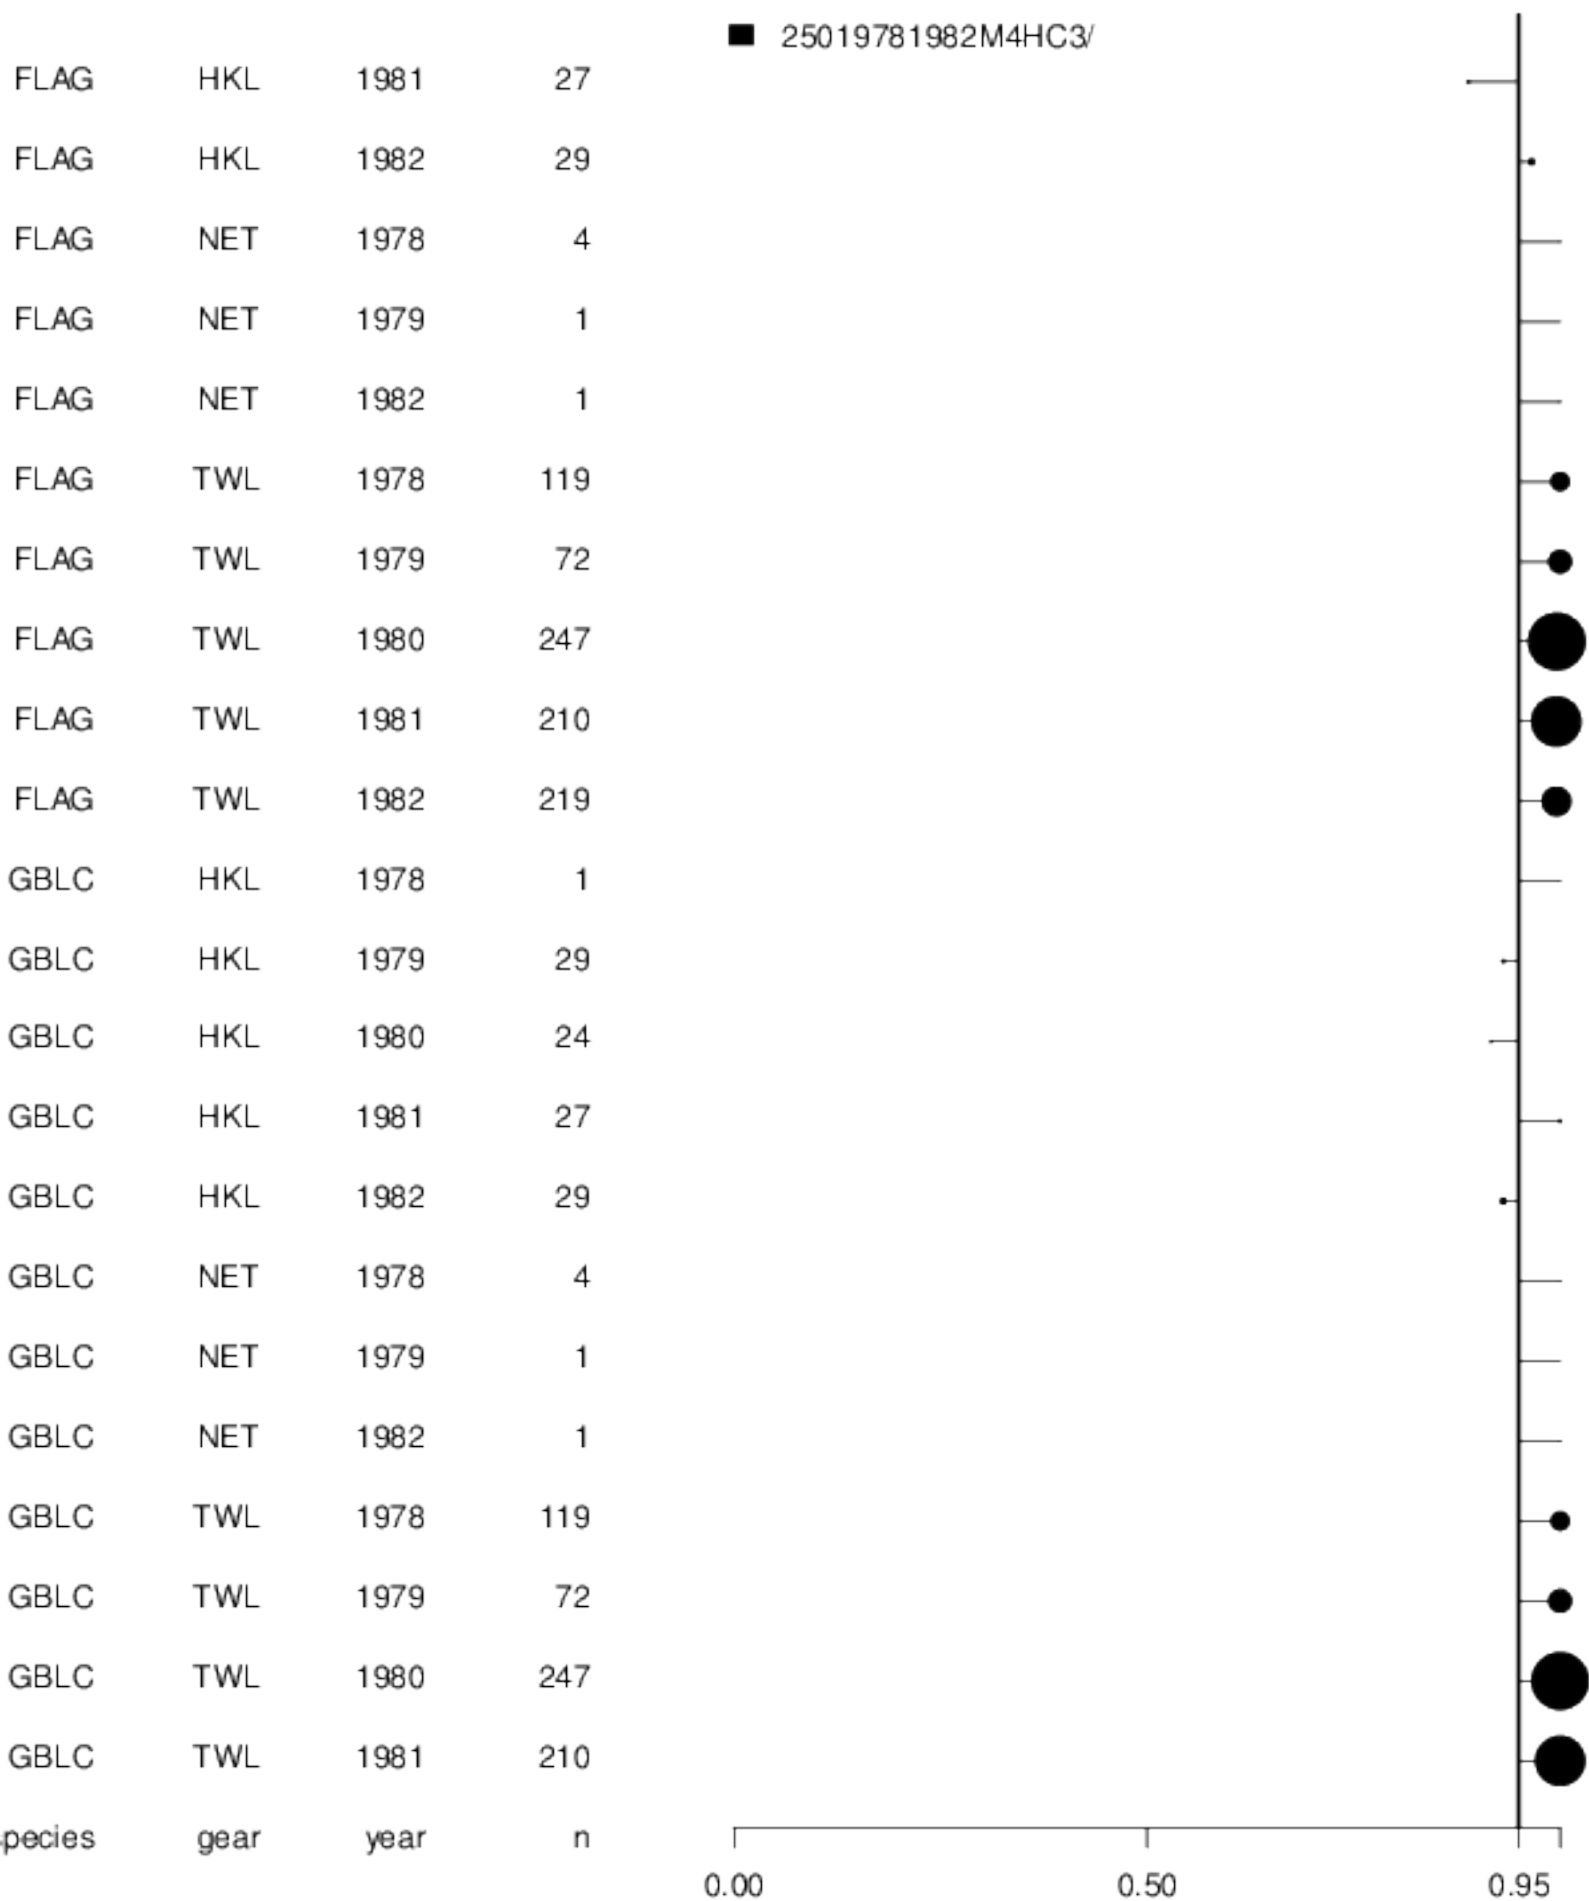 25019781982M4HC3/
FLAG HKL 1981 27
FLAG HKL 1982 29
FLAG NET 1978 4
FLAG NET 1979 1
FLAG NET 1982 1
FLAG TWL 1978 119
FLAG TWL 1979 72
FLAG TWL 1980 247
FLAG TWL 1981 210
FLAG TWL 1982 219
GBLC HKL 1978 1
GBLC HKL 1979 29
GBLC HKL 1980 24
GBLC HKL 1981 27
GBLC HKL 1982 29
GBLC NET 1978 4
GBLC NET 1979 1
GBLC NET 1982 1
GBLC TWL 1978 119
GBLC TWL 1979 72
GBLC TWL 1980 247
GBLC TWL 1981 210
pecies gear year n
0.00 0.50 0.95